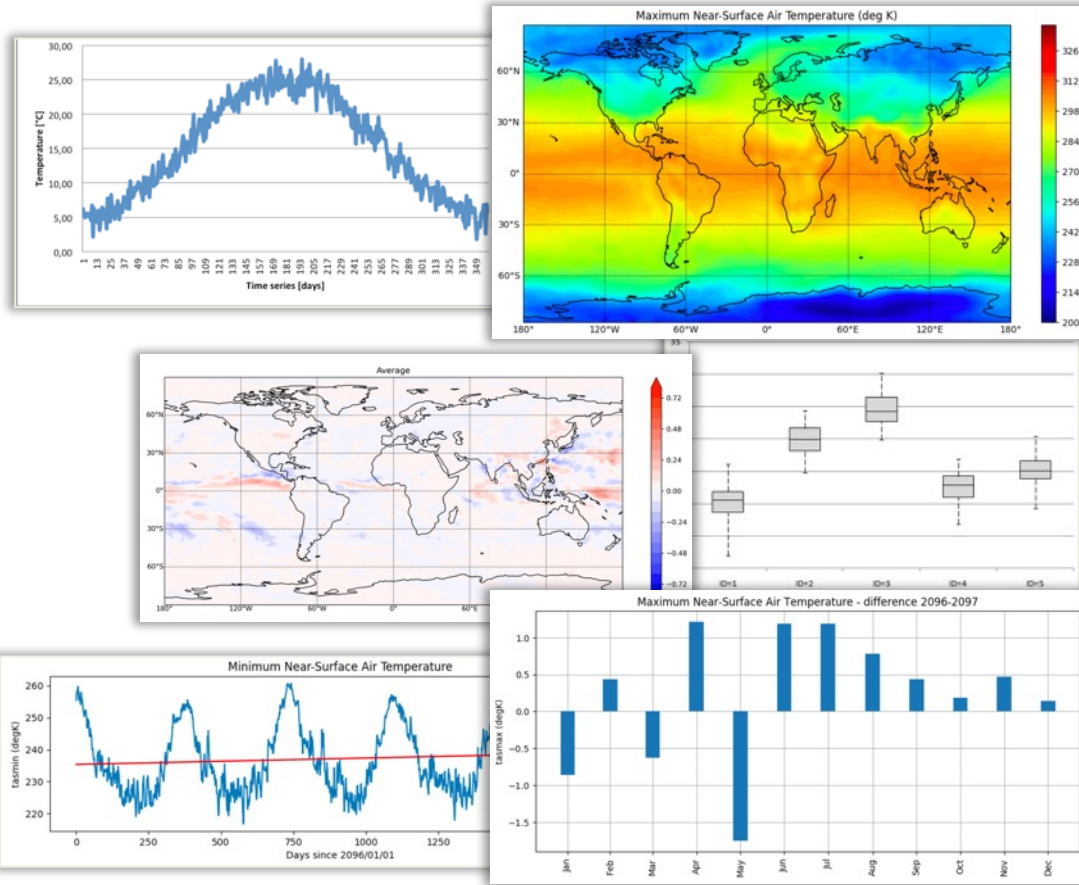 30,00
25,00
20,00
15,00
10,00
5,00
0,00
Temperature [°C]
1 13 25 37 49 61 73 85 97 109 121 133 145 157 169 181 193 205 217 229 241 253 265 277 289 301 313 325 337 349
Time series [days]
Maximum Near-Surface Air Temperature (deg K)
60°N
30°N
0°
30°S
60°S
180° 120°W 60°W 0° 60°E 120°E 180°
326
312
298
284
270
256
242
228
214
200
Average
60°N
30°N
0°
30°S
60°S
180° 120°W 60°W 0° 60°E
0.72
0.48
0.24
0.00
−0.24
−0.48
−0.72
35
ID=1 ID=2 ID=3 ID=4 ID=5
Minimum Near-Surface Air Temperature
260
250
240
230
220
tasmin (degK)
0 250 500 750 1000 1250
Days since 2096/01/01
Maximum Near-Surface Air Temperature - difference 2096-2097
1.0
0.5
0.0
−0.5
−1.0
−1.5
tasmax (degK)
Jan Feb Mar Apr May Jun Jul Aug Sep Oct Nov Dec